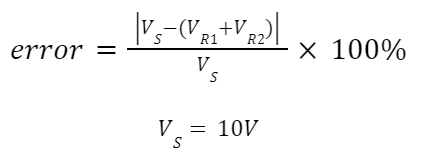 error = |V_S−(V_R1+V_R2)| / V_S × 100%
V_S = 10V